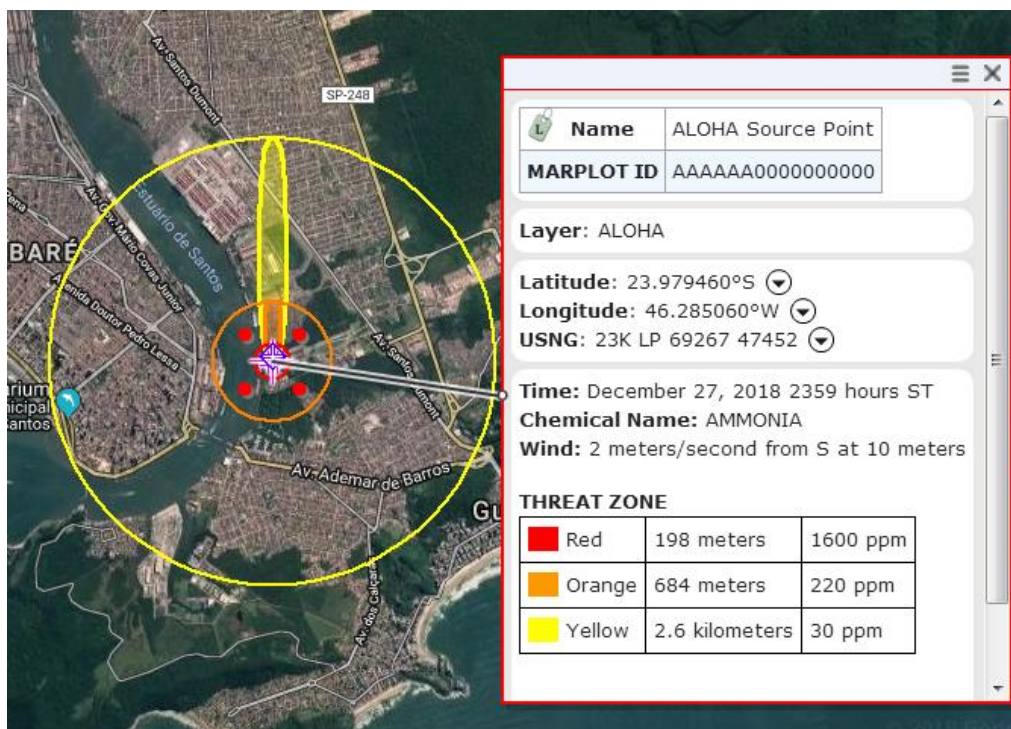 Av. Santos Dumont
SP-248
Estuário de Santos
Av. Gov. Mário Covas Junior
BARÉ
Avenida Doutor Pedro Lessa
Av. Santos Dumont
arium
nicipal
antos
Av. Ademar de Barros
Gu
Av. dos Caiçaras
L
Name ALOHA Source Point
MARPLOT ID AAAAAA0000000000
Layer: ALOHA
Latitude: 23.979460°S
Longitude: 46.285060°W
USNG: 23K LP 69267 47452
Time: December 27, 2018 2359 hours ST
Chemical Name: AMMONIA
Wind: 2 meters/second from S at 10 meters
THREAT ZONE
Red 198 meters 1600 ppm
Orange 684 meters 220 ppm
Yellow 2.6 kilometers 30 ppm